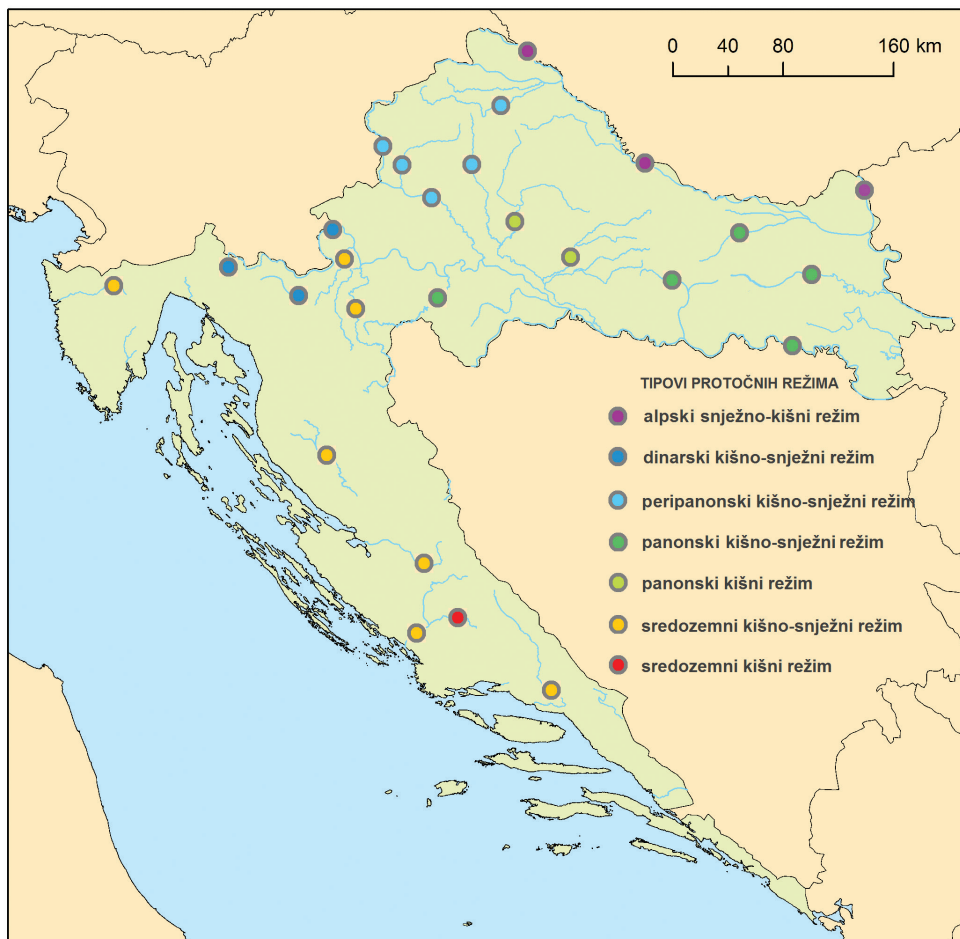 0 40 80 160 km
TIPOVI PROTOČNIH REŽIMA
alpski snježno-kišni režim
dinarski kišno-snježni režim
peripanonski kišno-snježni režim
panonski kišno-snježni režim
panonski kišni režim
sredozemni kišno-snježni režim
sredozemni kišni režim